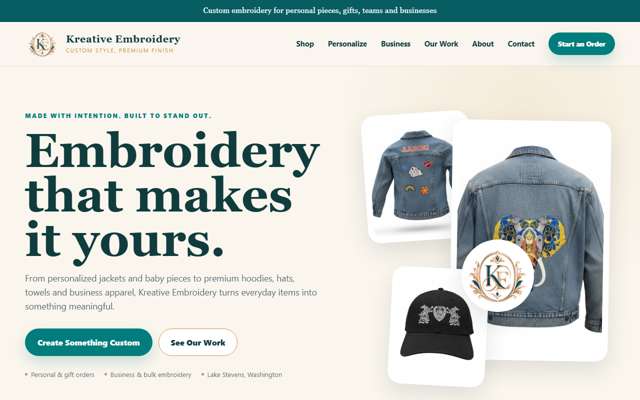 Custom embroidery for personal pieces, gifts, teams and businesses
Kreative Embroidery
CUSTOM STYLE, PREMIUM FINISH
Shop Personalize Business Our Work About Contact Start an Order
MADE WITH INTENTION. BUILT TO STAND OUT.
Embroidery
that makes
it yours.
From personalized jackets and baby pieces to premium hoodies, hats,
towels and business apparel, Kreative Embroidery turns everyday items into
something meaningful.
Create Something Custom See Our Work
Personal & gift orders Business & bulk embroidery Lake Stevens, Washington
KE